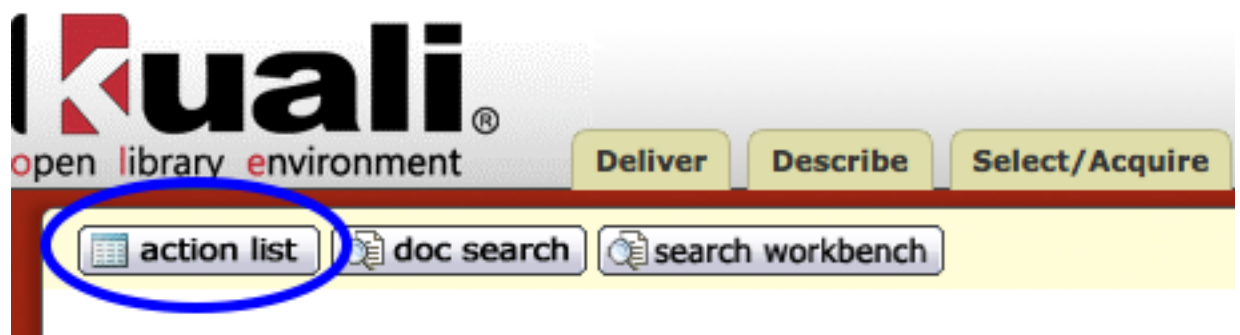 kuali®
open library environment
Deliver Describe Select/Acquire
action list doc search search workbench